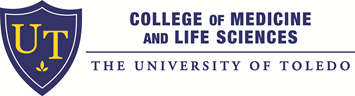 UT
COLLEGE OF MEDICINE
AND LIFE SCIENCES
THE UNIVERSITY OF TOLEDO